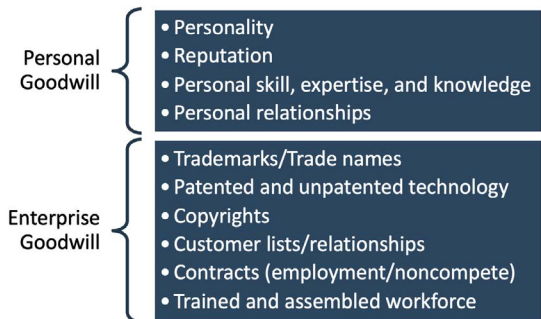 Personal
Goodwill
• Personality
• Reputation
• Personal skill, expertise, and knowledge
• Personal relationships
Enterprise
Goodwill
• Trademarks/Trade names
• Patented and unpatented technology
• Copyrights
• Customer lists/relationships
• Contracts (employment/noncompete)
• Trained and assembled workforce